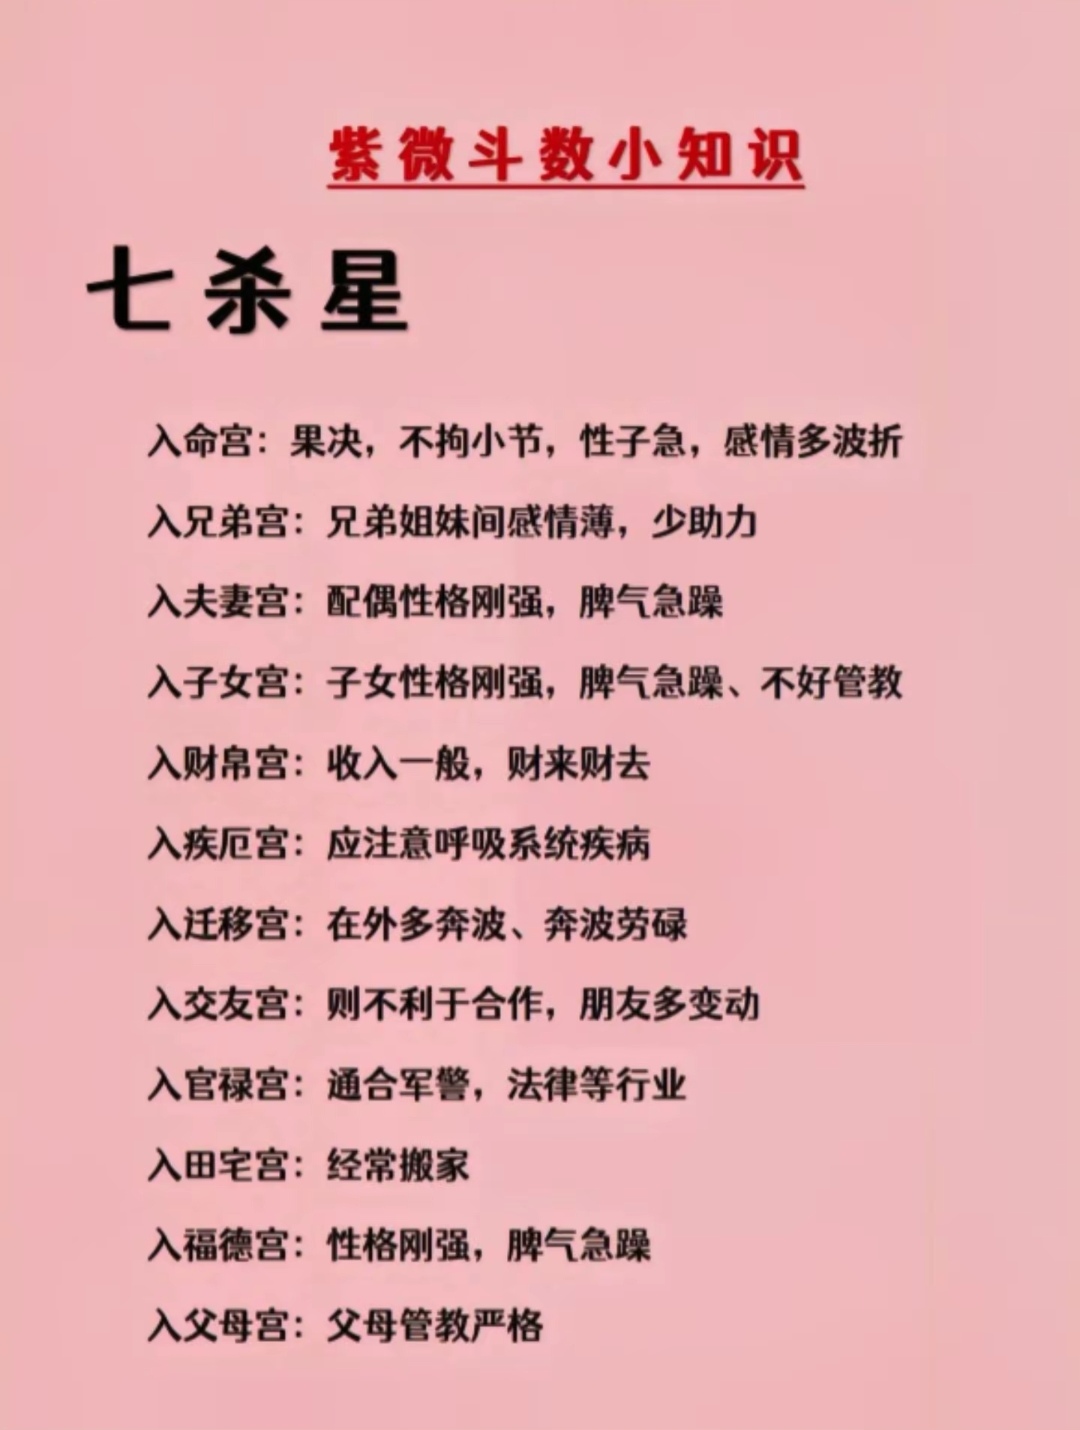 紫微斗数小知识
七杀星
入命宫：果决，不拘小节，性子急，感情多波折
入兄弟宫：兄弟姐妹间感情薄，少助力
入夫妻宫：配偶性格刚强，脾气急躁
入子女宫：子女性格刚强，脾气急躁、不好管教
入财帛宫：收入一般，财来财去
入疾厄宫：应注意呼吸系统疾病
入迁移宫：在外多奔波、奔波劳碌
入交友宫：则不利于合作，朋友多变动
入官禄宫：通合军警，法律等行业
入田宅宫：经常搬家
入福德宫：性格刚强，脾气急躁
入父母宫：父母管教严格